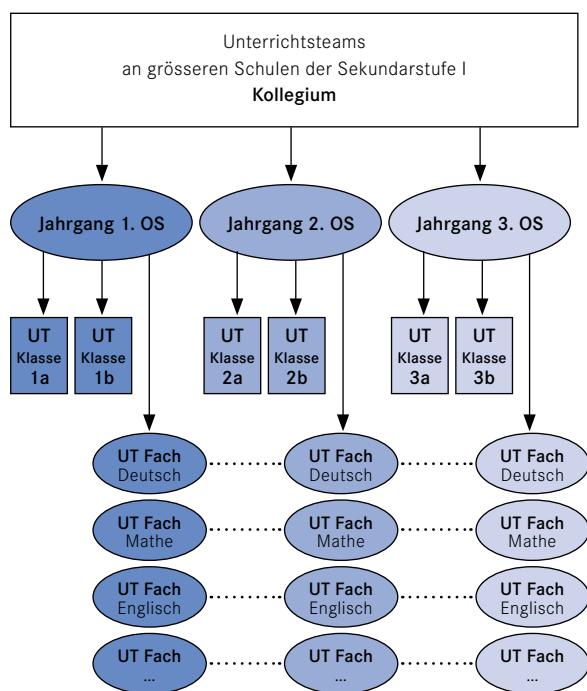 Unterrichtsteams
an grösseren Schulen der Sekundarstufe I
Kollegium
Jahrgang 1. OS
Jahrgang 2. OS
Jahrgang 3. OS
UT
Klasse
1a
UT
Klasse
1b
UT
Klasse
2a
UT
Klasse
2b
UT
Klasse
3a
UT
Klasse
3b
UT Fach
Deutsch
UT Fach
Deutsch
UT Fach
Deutsch
UT Fach
Mathe
UT Fach
Mathe
UT Fach
Mathe
UT Fach
Englisch
UT Fach
Englisch
UT Fach
Englisch
UT Fach
...
UT Fach
...
UT Fach
...